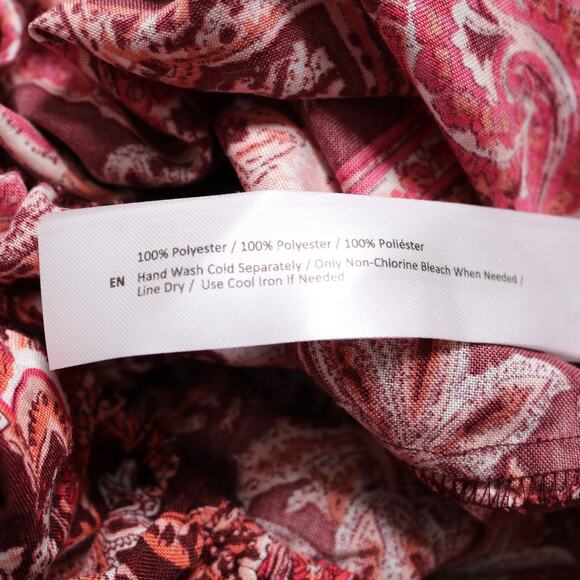 100% Polyester / 100% Polyester / 100% Poliéster
EN Hand Wash Cold Separately / Only Non-Chlorine Bleach When Needed /
Line Dry / Use Cool Iron If Needed